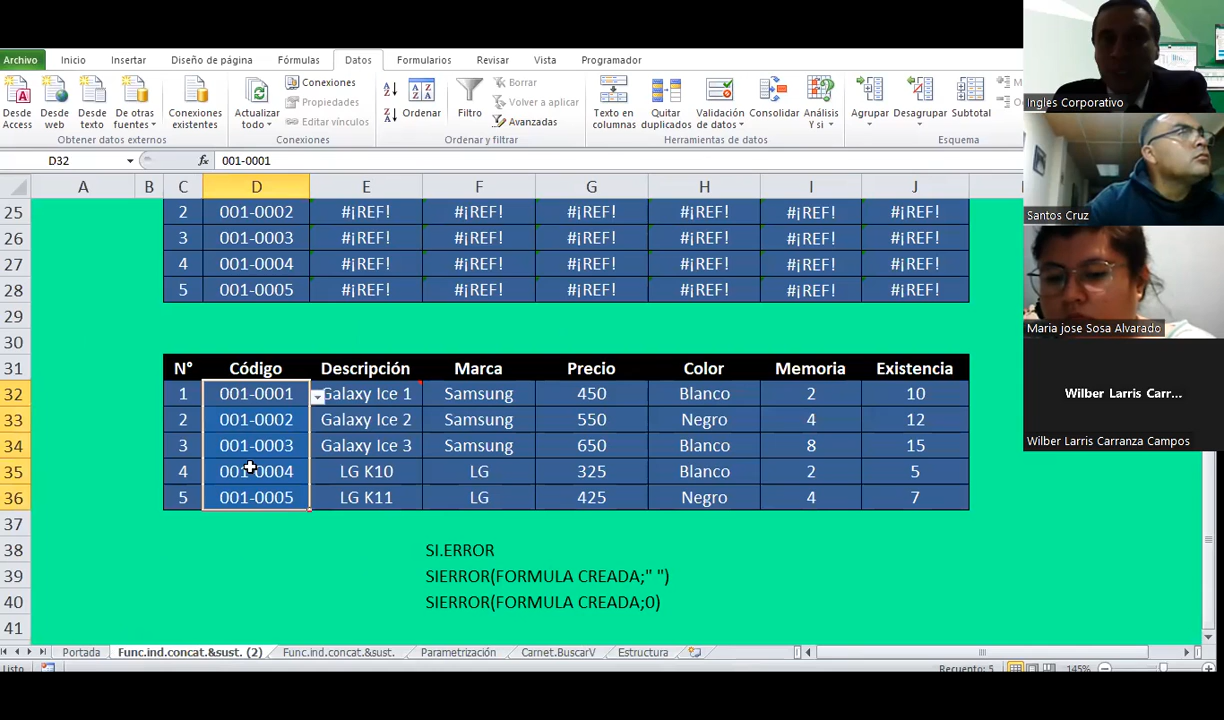 Archivo Inicio Insertar Diseño de página Fórmulas Datos Formularios Revisar Vista Programador
Desde Access
Desde web
Desde texto
De otras fuentes
Conexiones existentes
Obtener datos externos
Actualizar todo
Conexiones
Propiedades
Editar vínculos
Conexiones
Ordenar
Filtro
Borrar
Volver a aplicar
Avanzadas
Ordenar y filtrar
Texto en columnas
Quitar duplicados
Validación de datos
Consolidar
Análisis Y si
Herramientas de datos
Agrupar
Desagrupar
Subtotal
Esquema
D32 fx 001-0001
A B C D E F G H I J
25 2 001-0002 #¡REF! #¡REF! #¡REF! #¡REF! #¡REF! #¡REF!
26 3 001-0003 #¡REF! #¡REF! #¡REF! #¡REF! #¡REF! #¡REF!
27 4 001-0004 #¡REF! #¡REF! #¡REF! #¡REF! #¡REF! #¡REF!
28 5 001-0005 #¡REF! #¡REF! #¡REF! #¡REF! #¡REF! #¡REF!
29
30
31 N° Código Descripción Marca Precio Color Memoria Existencia
32 1 001-0001 Galaxy Ice 1 Samsung 450 Blanco 2 10
33 2 001-0002 Galaxy Ice 2 Samsung 550 Negro 4 12
34 3 001-0003 Galaxy Ice 3 Samsung 650 Blanco 8 15
35 4 001-0004 LG K10 LG 325 Blanco 2 5
36 5 001-0005 LG K11 LG 425 Negro 4 7
37
38 SI.ERROR
39 SIERROR(FORMULA CREADA;" ")
40 SIERROR(FORMULA CREADA;0)
41
Portada Func.ind.concat.&sust. (2) Func.ind.concat.&sust. Parametrización Carnet.BuscarV Estructura
Listo Recuento: 5 145%
Ingles Corporativo
Santos Cruz
Maria jose Sosa Alvarado
Wilber Larris Carr...
Wilber Larris Carranza Campos